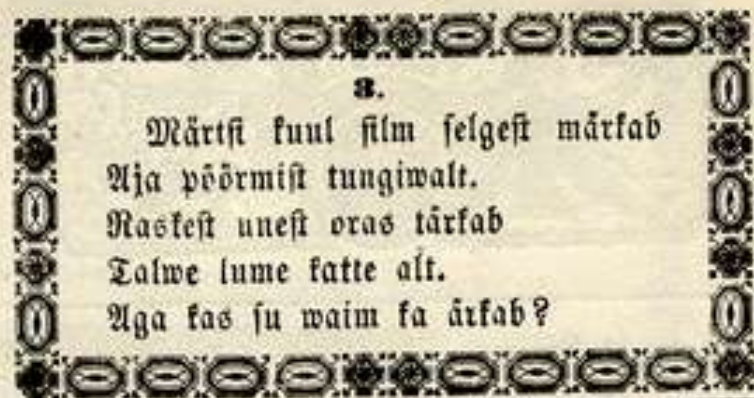 3.
Märtsi kuul silm selgest märkab
Aja pöörmist tungiwalt.
Raskest unest oras tärkab
Talwe lume katte alt.
Aga kas su waim ka ärkab?